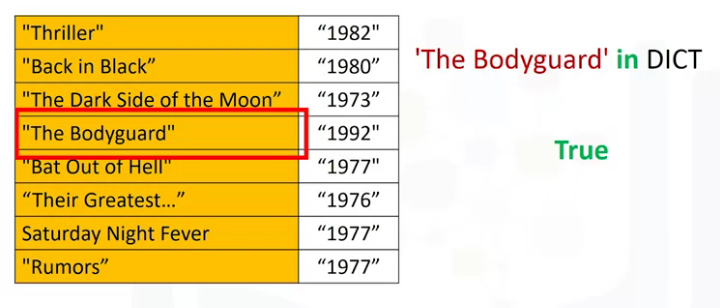 "Thriller" “1982"
"Back in Black” “1980”
"The Dark Side of the Moon” “1973”
"The Bodyguard" “1992"
"Bat Out of Hell" “1977"
“Their Greatest…” “1976”
Saturday Night Fever “1977”
"Rumors” “1977”
'The Bodyguard' in DICT
True